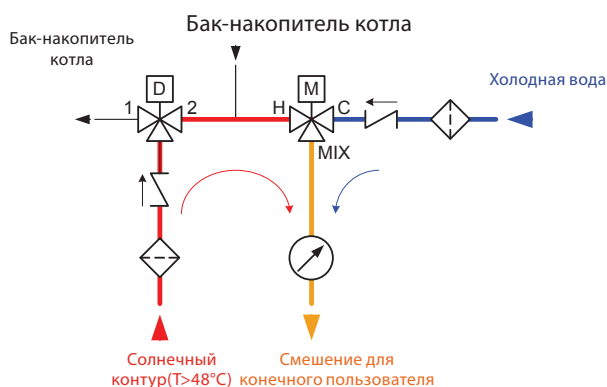 Бак-накопитель котла
Бак-накопитель
котла
D
M
Холодная вода
1
2
H
C
MIX
Солнечный
контур(T>48°C)
Смешение для
конечного пользователя